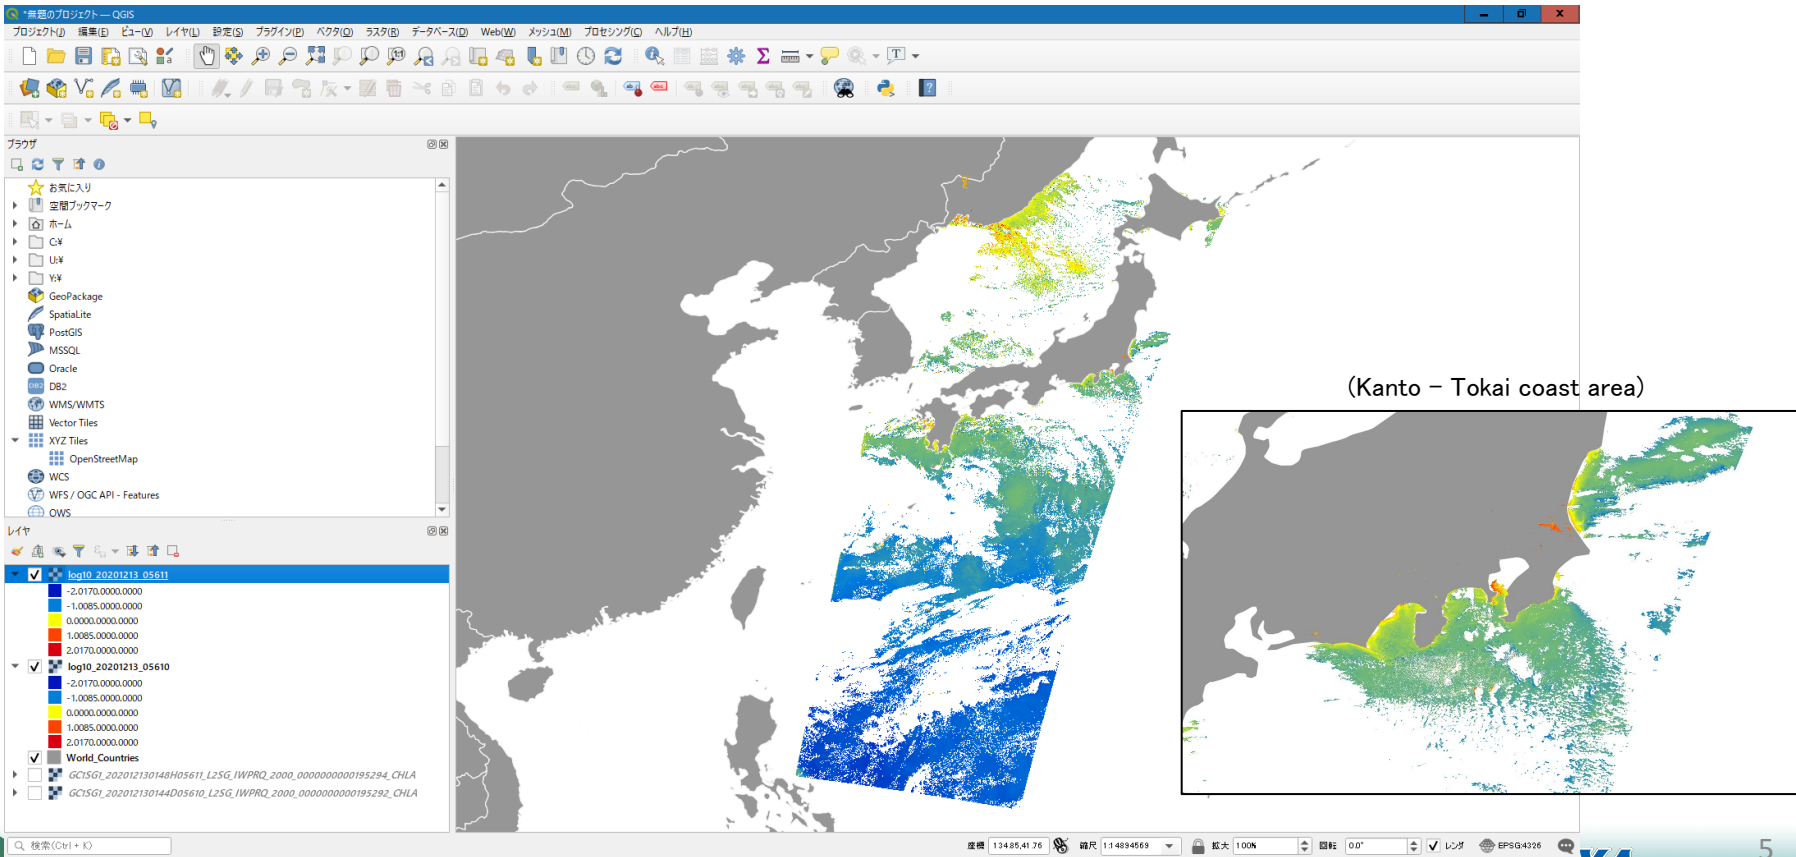 *無題のプロジェクト — QGIS
プロジェクト(J) 編集(E) ビュー(V) レイヤ(L) 設定(S) プラグイン(P) ベクタ(O) ラスタ(R) データベース(D) Web(W) メッシュ(M) プロセシング(C) ヘルプ(H)
ブラウザ
お気に入り
空間ブックマーク
ホーム
C:¥
U:¥
Y:¥
GeoPackage
SpatiaLite
PostGIS
MSSQL
Oracle
DB2
WMS/WMTS
Vector Tiles
XYZ Tiles
OpenStreetMap
WCS
WFS / OGC API - Features
OWS
レイヤ
log10_20201213_05611
-2.0170.0000.0000
-1.0085.0000.0000
0.0000.0000.0000
1.0085.0000.0000
2.0170.0000.0000
log10_20201213_05610
-2.0170.0000.0000
-1.0085.0000.0000
0.0000.0000.0000
1.0085.0000.0000
2.0170.0000.0000
World_Countries
GC1SG1_202012130148H05611_L2SG_IWPRQ_2000_0000000000195294_CHLA
GC1SG1_202012130144D05610_L2SG_IWPRQ_2000_0000000000195292_CHLA
(Kanto - Tokai coast area)
検索(Ctrl + K)
座標 134.85,41.76 縮尺 1:14894569 拡大 100% 回転 0.0° レンダ EPSG:4326
5